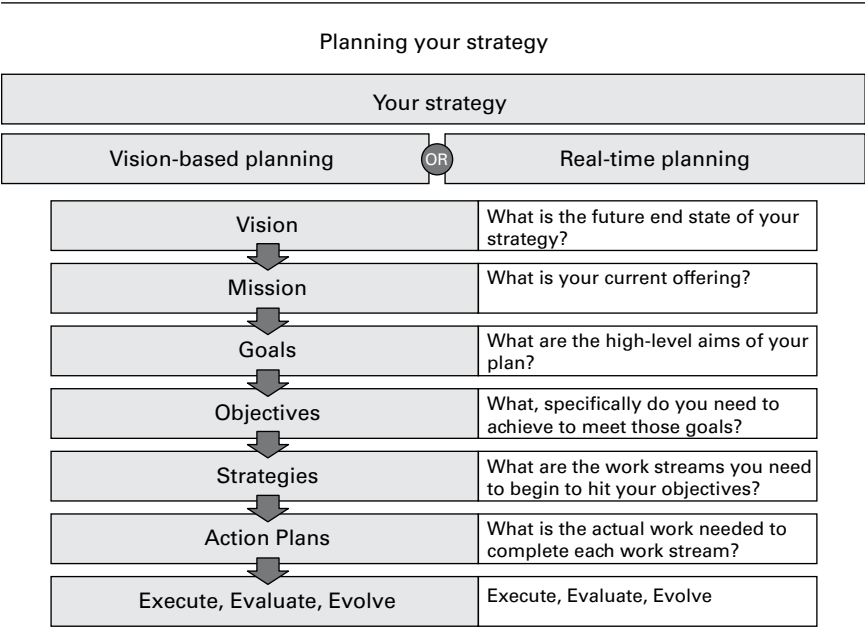 Planning your strategy
Your strategy
Vision-based planning
OR
Real-time planning
Vision
What is the future end state of your
strategy?
Mission
What is your current offering?
Goals
What are the high-level aims of your
plan?
Objectives
What, specifically do you need to
achieve to meet those goals?
Strategies
What are the work streams you need
to begin to hit your objectives?
Action Plans
What is the actual work needed to
complete each work stream?
Execute, Evaluate, Evolve
Execute, Evaluate, Evolve